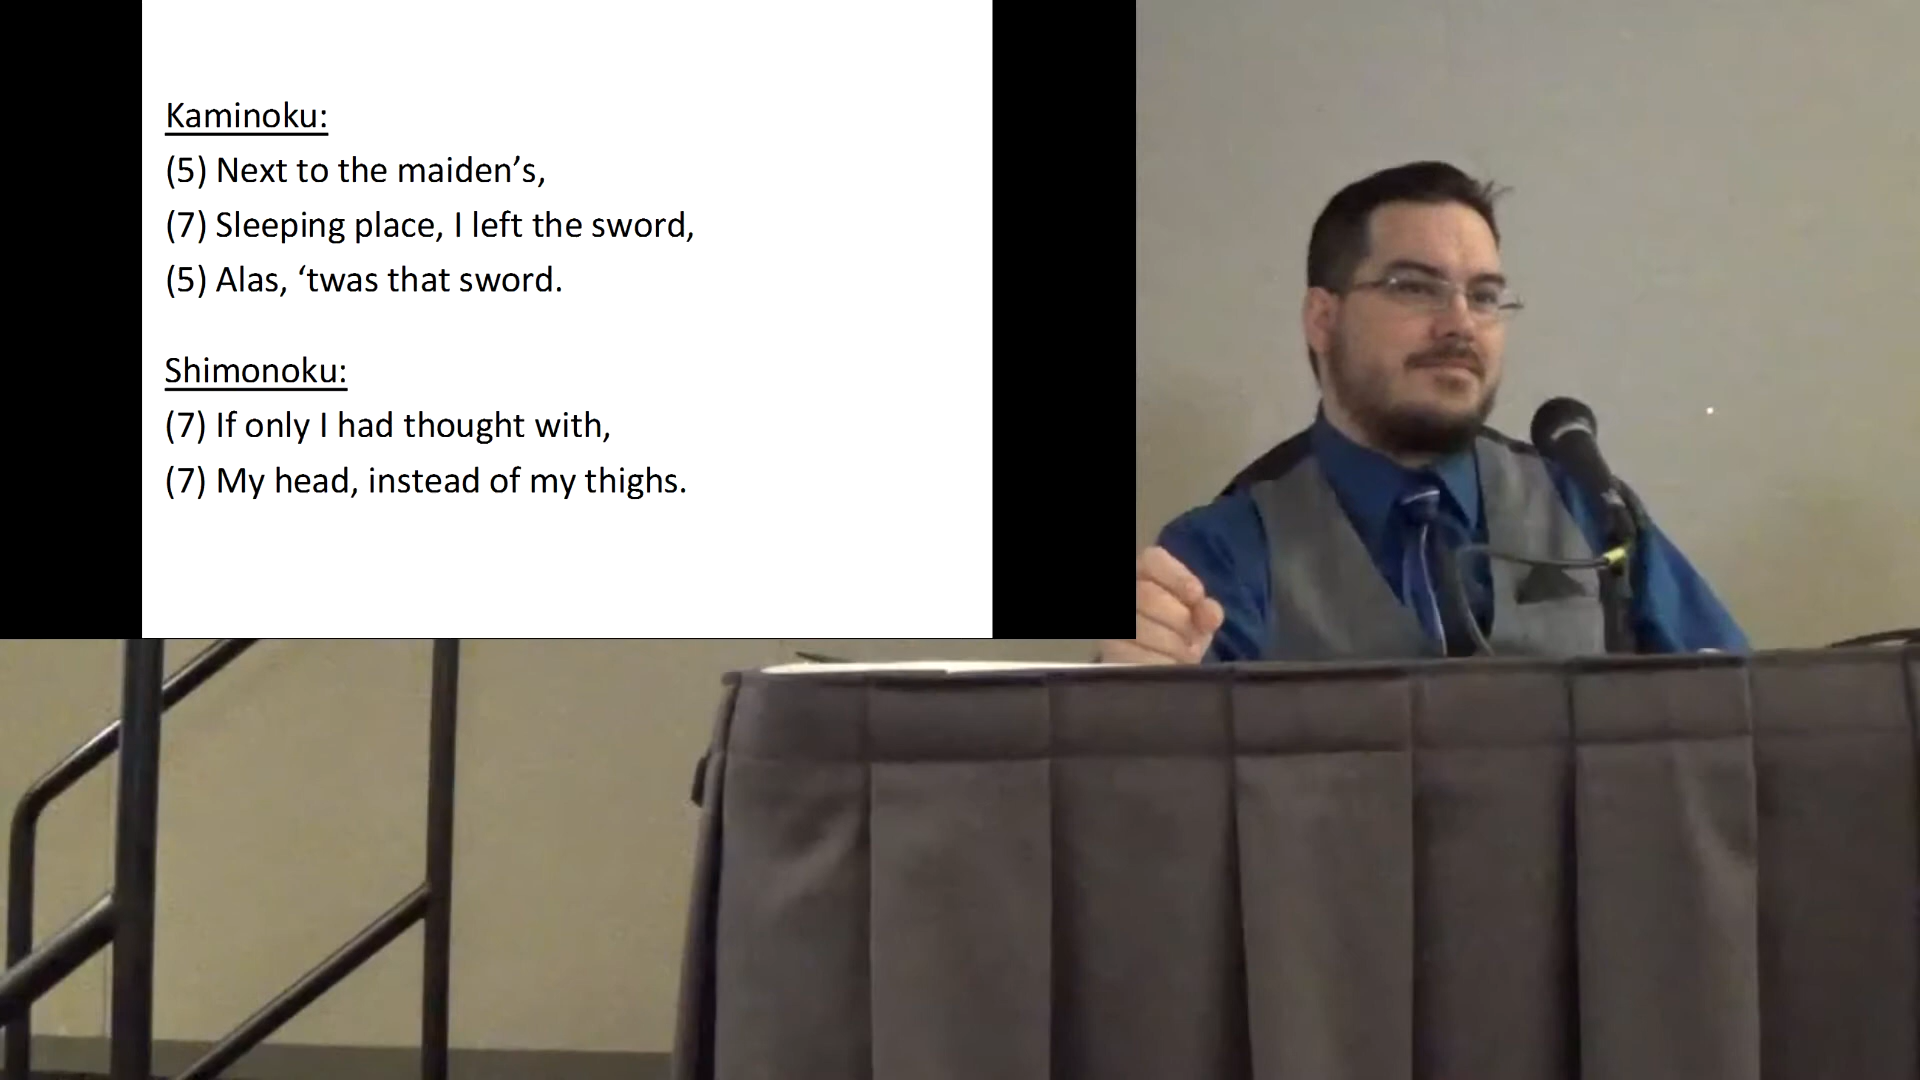 Kaminoku:
(5) Next to the maiden’s,
(7) Sleeping place, I left the sword,
(5) Alas, ‘twas that sword.
Shimonoku:
(7) If only I had thought with,
(7) My head, instead of my thighs.